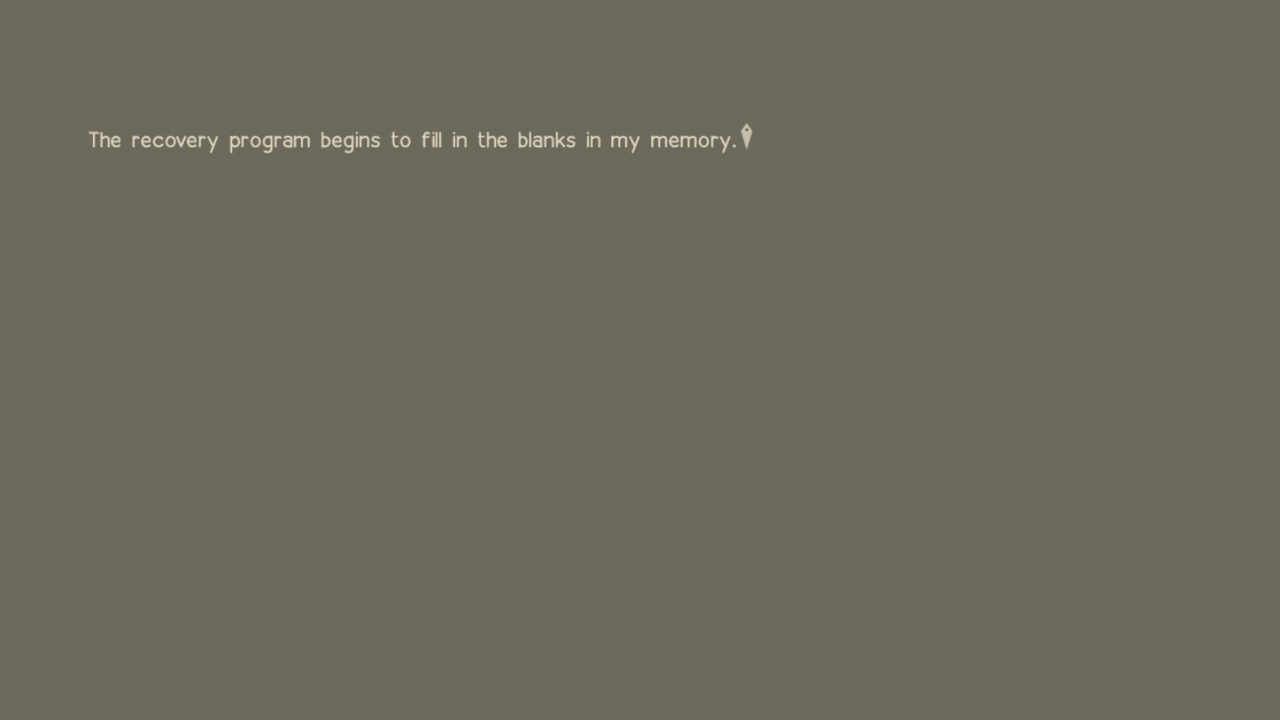 The recovery program begins to fill in the blanks in my memory.